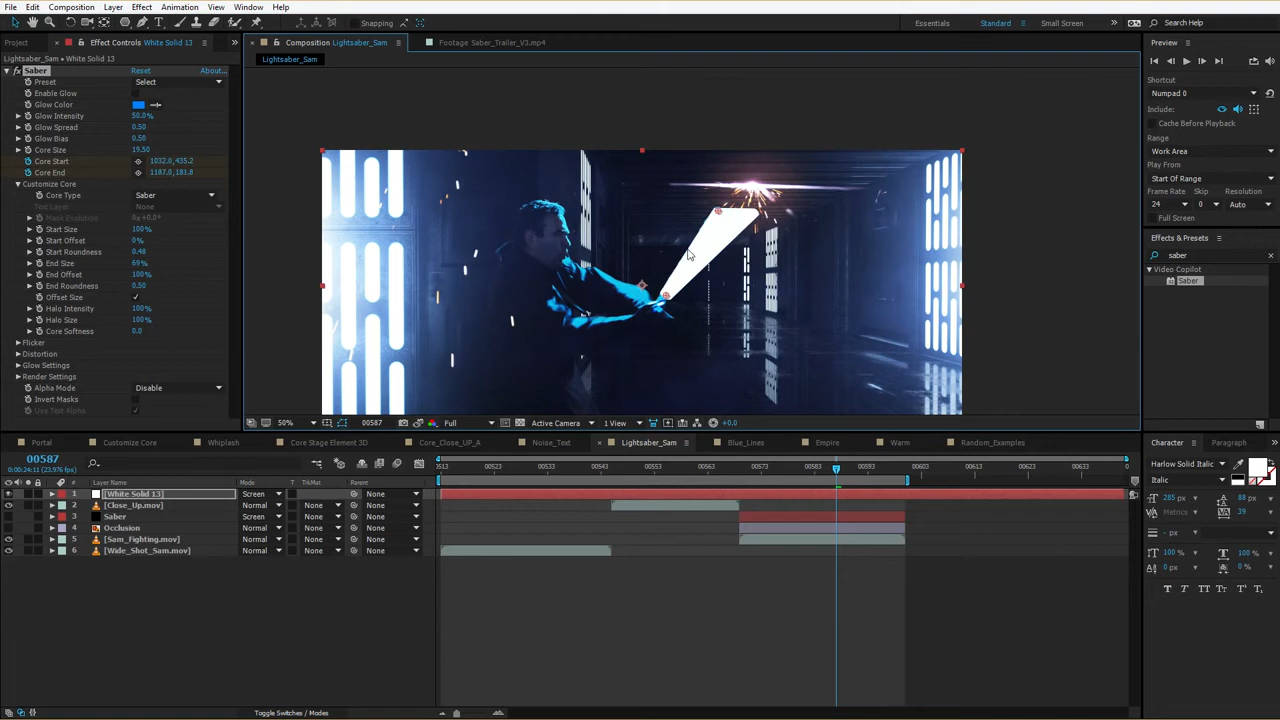 File Edit Composition Layer Effect Animation View Window Help
Snapping Essentials Standard Small Screen Search Help
Project Effect Controls White Solid 13
Composition Lightsaber_Sam Footage Saber_Trailer_V3.mp4
Preview
Lightsaber_Sam • White Solid 13
Lightsaber_Sam
Saber Reset About...
Preset Select
Enable Glow
Glow Color
Glow Intensity 50.0%
Glow Spread 0.50
Glow Bias 0.50
Core Size 19.50
Core Start 1032.0,435.2
Core End 1187.0,183.8
Customize Core
Core Type Saber
Text Layer None
Mask Evolution 0x+0.0°
Start Size 100%
Start Offset 0%
Start Roundness 0.48
End Size 69%
End Offset 100%
End Roundness 0.50
Offset Size
Halo Intensity 100%
Halo Size 100%
Core Softness 0.0
Flicker
Distortion
Glow Settings
Render Settings
Alpha Mode Disable
Invert Masks
Use Text Alpha
Shortcut
Numpad 0
Include:
Cache Before Playback
Range
Work Area
Play From
Start Of Range
Frame Rate Skip Resolution
24 0 Auto
Full Screen
Effects & Presets
saber
Video Copilot
Saber
50% 00587 Full Active Camera 1 View +0.0
Portal Customize Core Whiplash Core Stage Element 3D Core_Close_UP_A Noise_Text Lightsaber_Sam Blue_Lines Empire Warm Random_Examples
00587
0:00:24:11 (23.976 fps)
00513 00523 00533 00543 00553 00563 00573 00583 00593 00603 00613 00623 00633
# Layer Name Mode T TrkMat Parent
1 [White Solid 13] Screen None
2 [Close_Up.mov] Normal None None
3 Saber Screen None None
4 Occlusion Normal None None
5 [Sam_Fighting.mov] Normal None None
6 [Wide_Shot_Sam.mov] Normal None None
Toggle Switches / Modes
Character Paragraph
Harlow Solid Italic
Italic
285 px 88 px
Metrics 39
- px
100 % 100 %
0 px 0 %
T T TT Tt T¹ T₁